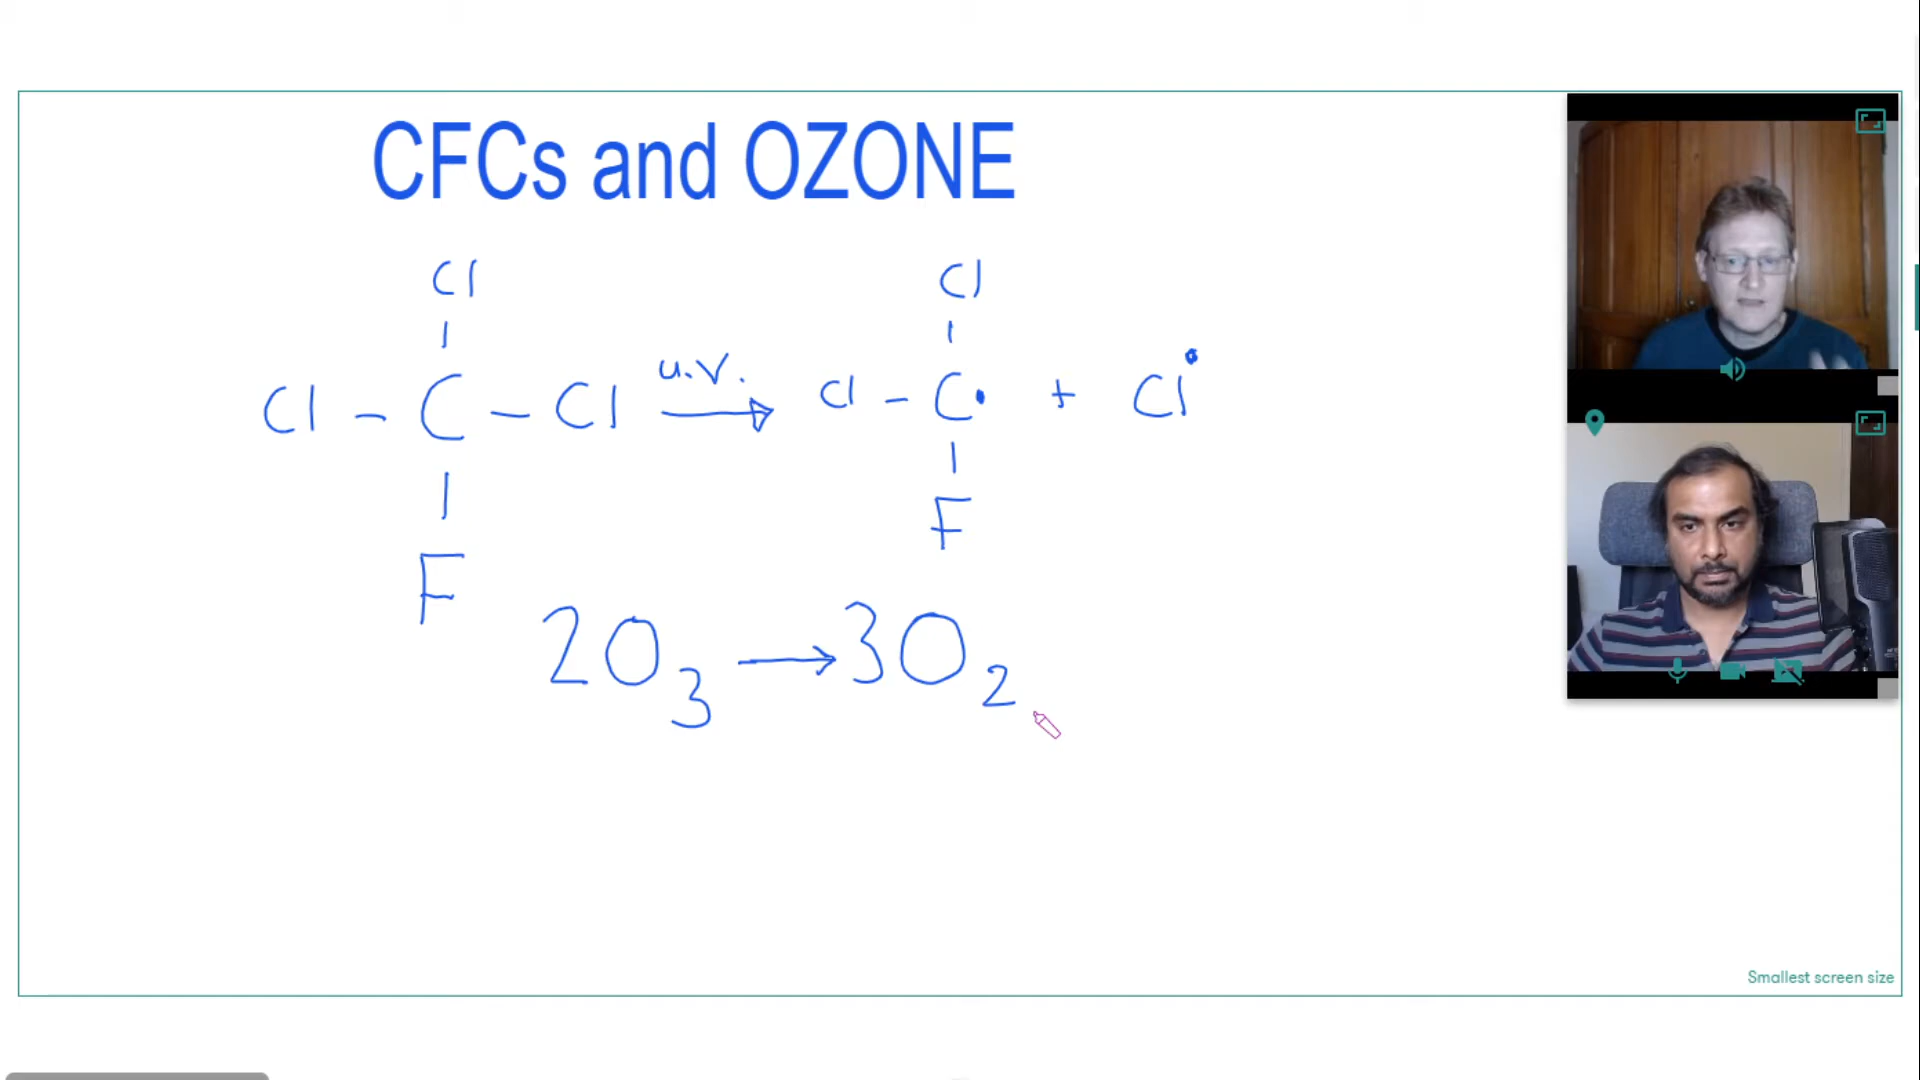 CFCs and OZONE
Cl Cl
Cl - C - Cl u.v. Cl - C• + Cl•
F F
2O3 → 3O2
Smallest screen size